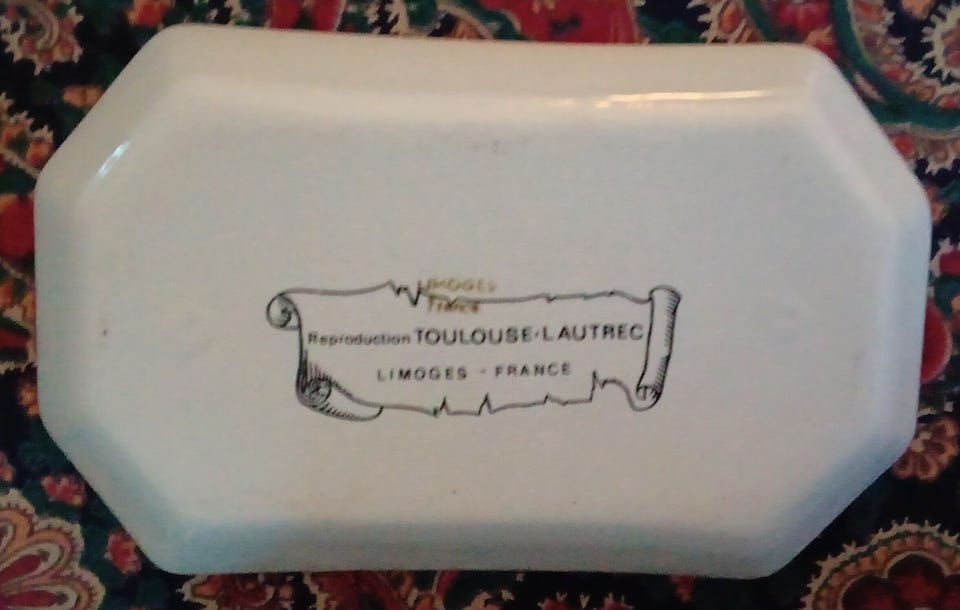 LIMOGES
France
Reproduction TOULOUSE-LAUTREC
LIMOGES - FRANCE